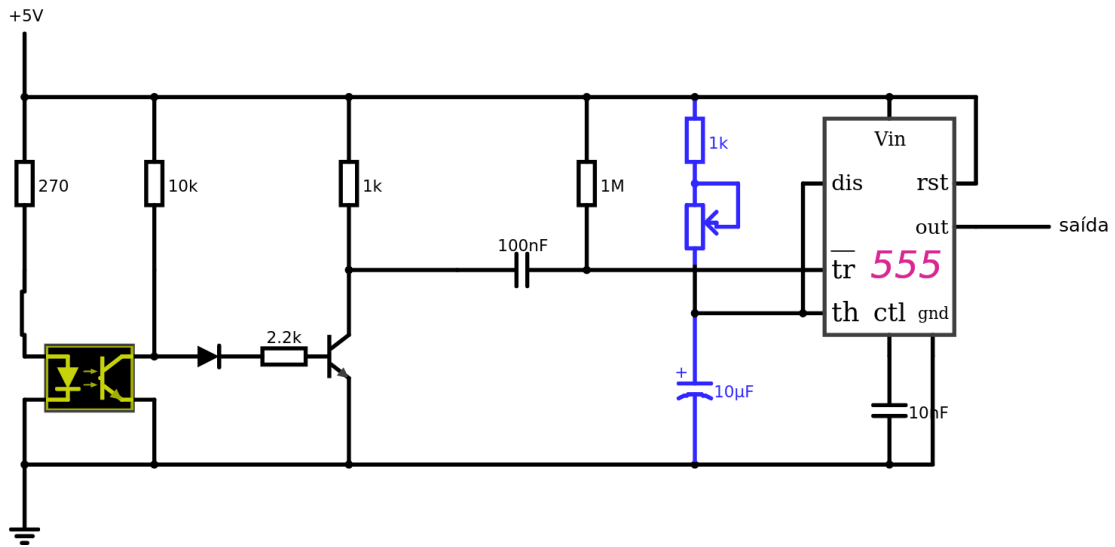 +5V
270
10k
1k
1M
1k
Vin
dis
rst
out
saída
100nF
tr
555
th
ctl
gnd
2.2k
+
10µF
10nF